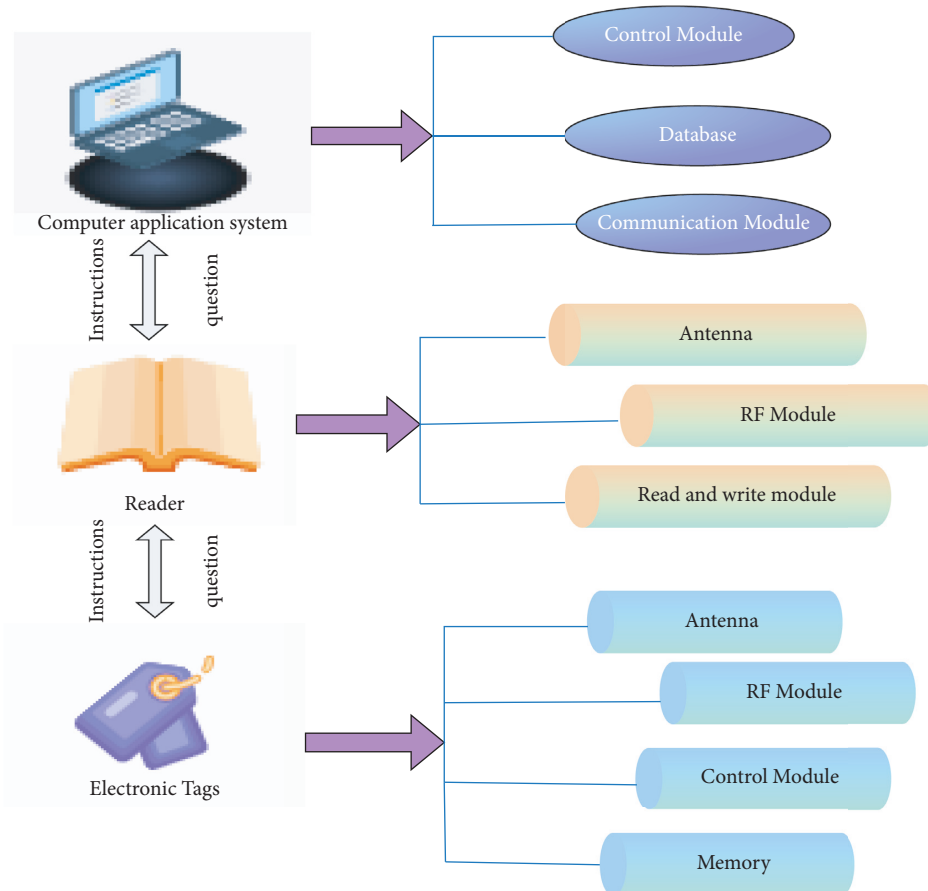 Control Module
Database
Communication Module
Computer application system
Instructions
question
Antenna
RF Module
Read and write module
Reader
Instructions
question
Antenna
RF Module
Control Module
Memory
Electronic Tags